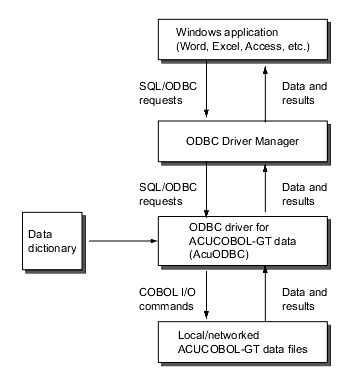 Windows application
(Word, Excel, Access, etc.)
SQL/ODBC
requests
Data and
results
ODBC Driver Manager
SQL/ODBC
requests
Data and
results
Data
dictionary
ODBC driver for
ACUCOBOL-GT data
(AcuODBC)
COBOL I/O
commands
Data and
results
Local/networked
ACUCOBOL-GT data files